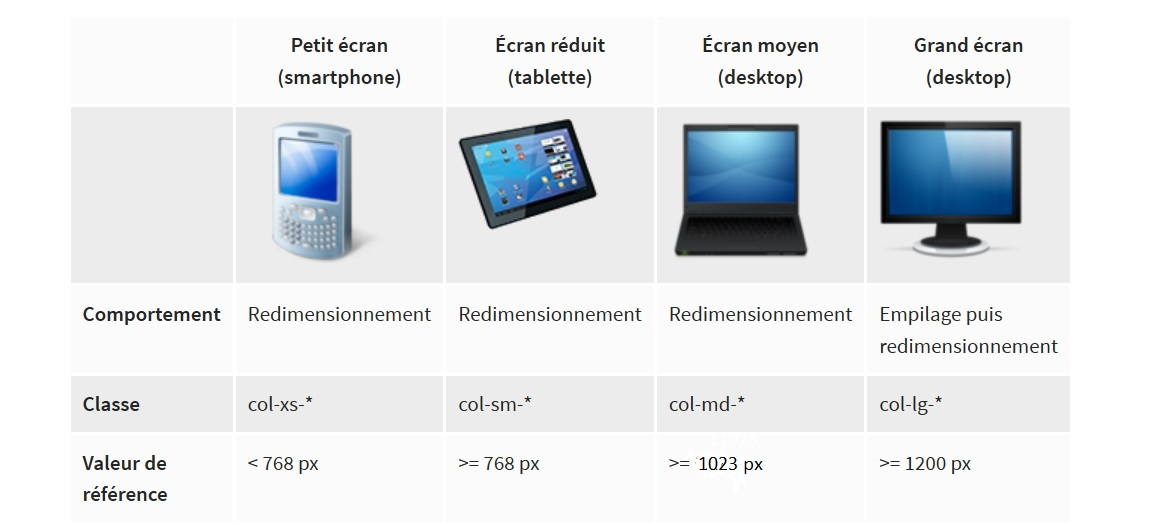 Petit écran
(smartphone)
Écran réduit
(tablette)
Écran moyen
(desktop)
Grand écran
(desktop)
Comportement
Redimensionnement
Redimensionnement
Redimensionnement
Empilage puis
redimensionnement
Classe
col-xs-*
col-sm-*
col-md-*
col-lg-*
Valeur de
référence
< 768 px
>= 768 px
>= 1023 px
>= 1200 px